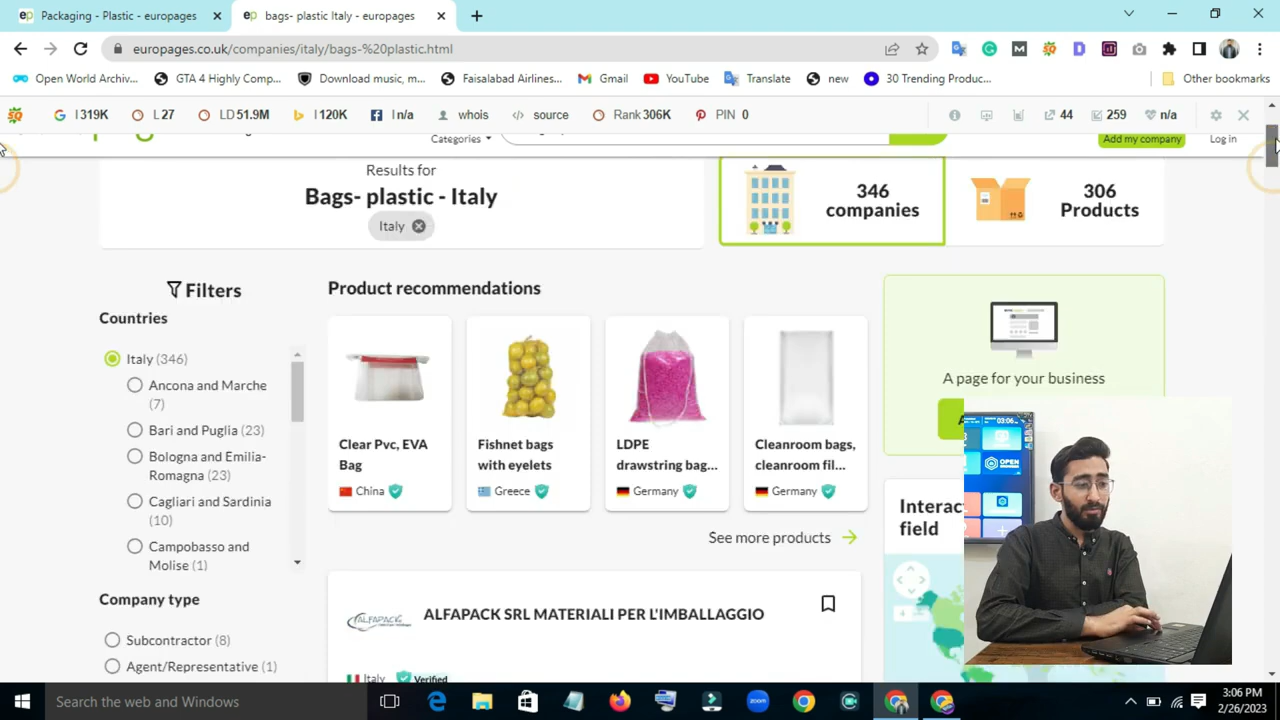 Packaging - Plastic - europages
bags- plastic Italy - europages
europages.co.uk/companies/italy/bags-%20plastic.html
Open World Archiv...
GTA 4 Highly Comp...
Download music, m...
Faisalabad Airlines...
Gmail
YouTube
Translate
new
30 Trending Produc...
Other bookmarks
I 319K
L 27
LD 51.9M
I 120K
I n/a
whois
source
Rank 306K
PIN 0
44
259
n/a
Categories
Add my company
Log in
Results for
Bags- plastic - Italy
Italy
346
companies
306
Products
Filters
Countries
Italy (346)
Ancona and Marche
(7)
Bari and Puglia (23)
Bologna and Emilia-
Romagna (23)
Cagliari and Sardinia
(10)
Campobasso and
Molise (1)
Company type
Subcontractor (8)
Agent/Representative (1)
Product recommendations
Clear Pvc, EVA
Bag
China
Fishnet bags
with eyelets
Greece
LDPE
drawstring bag...
Germany
Cleanroom bags,
cleanroom fil...
Germany
See more products
A page for your business
Interac
field
03:06
OPEN
ALFAPACK
ALFAPACK SRL MATERIALI PER L'IMBALLAGGIO
Italy
Verified
Search the web and Windows
zoom
3:06 PM
2/26/2023